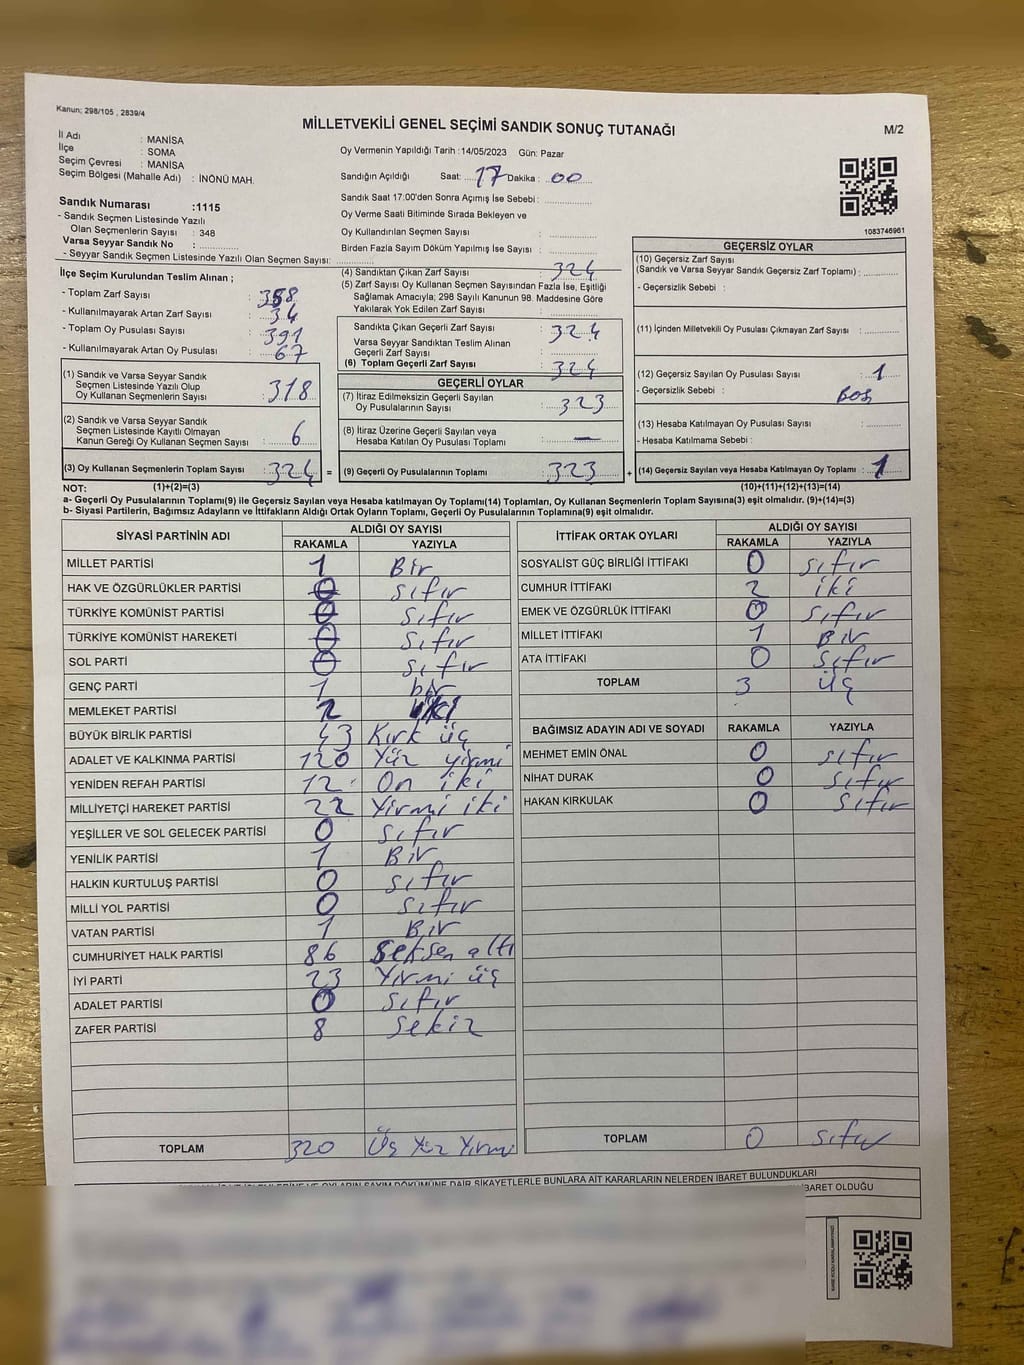 Kanun; 298/105 , 2839/4
MİLLETVEKİLİ GENEL SEÇİMİ SANDIK SONUÇ TUTANAĞI
M/2
İl Adı : MANİSA
İlçe : SOMA
Seçim Çevresi : MANİSA
Seçim Bölgesi (Mahalle Adı) : İNÖNÜ MAH.
Sandık Numarası :1115
- Sandık Seçmen Listesinde Yazılı
Olan Seçmenlerin Sayısı : 348
Varsa Seyyar Sandık No :
- Seyyar Sandık Seçmen Listesinde Yazılı Olan Seçmen Sayısı:
Oy Vermenin Yapıldığı Tarih : 14/05/2023 Gün: Pazar
Sandığın Açıldığı Saat: 17 Dakika : 00
Sandık Saat 17:00'den Sonra Açımış İse Sebebi :
Oy Verme Saati Bitiminde Sırada Bekleyen ve
Oy Kullandırılan Seçmen Sayısı :
Birden Fazla Sayım Döküm Yapılmış İse Sayısı :
1083746961
İlçe Seçim Kurulundan Teslim Alınan ;
- Toplam Zarf Sayısı : 358
- Kullanılmayarak Artan Zarf Sayısı : 34
- Toplam Oy Pusulası Sayısı : 391
- Kullanılmayarak Artan Oy Pusulası : 67
(1) Sandık ve Varsa Seyyar Sandık
Seçmen Listesinde Yazılı Olup
Oy Kullanan Seçmenlerin Sayısı : 318
(2) Sandık ve Varsa Seyyar Sandık
Seçmen Listesinde Kayıtlı Olmayan
Kanun Gereği Oy Kullanan Seçmen Sayısı : 6
(3) Oy Kullanan Seçmenlerin Toplam Sayısı : 324 =
(4) Sandıktan Çıkan Zarf Sayısı : 324
(5) Zarf Sayısı Oy Kullanan Seçmen Sayısından Fazla İse, Eşitliği
Sağlamak Amacıyla; 298 Sayılı Kanunun 98. Maddesine Göre
Yakılarak Yok Edilen Zarf Sayısı :
Sandıkta Çıkan Geçerli Zarf Sayısı : 324
Varsa Seyyar Sandıktan Teslim Alınan
Geçerli Zarf Sayısı :
(6) Toplam Geçerli Zarf Sayısı : 324
GEÇERLİ OYLAR
(7) İtiraz Edilmeksizin Geçerli Sayılan
Oy Pusulalarının Sayısı : 323
(8) İtiraz Üzerine Geçerli Sayılan veya
Hesaba Katılan Oy Pusulası Toplamı : —
(9) Geçerli Oy Pusulalarının Toplamı : 323 +
GEÇERSİZ OYLAR
(10) Geçersiz Zarf Sayısı
(Sandık ve Varsa Seyyar Sandık Geçersiz Zarf Toplamı) :
- Geçersizlik Sebebi :
(11) İçinden Milletvekili Oy Pusulası Çıkmayan Zarf Sayısı :
(12) Geçersiz Sayılan Oy Pusulası Sayısı : 1
- Geçersizlik Sebebi : Boş
(13) Hesaba Katılmayan Oy Pusulası Sayısı :
- Hesaba Katılmama Sebebi :
(14) Geçersiz Sayılan veya Hesaba Katılmayan Oy Toplamı : 1
NOT: (1)+(2)=(3) (10)+(11)+(12)+(13)=(14)
a- Geçerli Oy Pusulalarının Toplamı(9) ile Geçersiz Sayılan veya Hesaba katılmayan Oy Toplamı(14) Toplamları, Oy Kullanan Seçmenlerin Toplam Sayısına(3) eşit olmalıdır. (9)+(14)=(3)
b- Siyasi Partilerin, Bağımsız Adayların ve İttifakların Aldığı Ortak Oyların Toplamı, Geçerli Oy Pusulalarının Toplamına(9) eşit olmalıdır.
SİYASİ PARTİNİN ADI ALDIĞI OY SAYISI
RAKAMLA YAZIYLA
MİLLET PARTİSİ 1 Bir
HAK VE ÖZGÜRLÜKLER PARTİSİ 0 sıfır
TÜRKİYE KOMÜNİST PARTİSİ 0 sıfır
TÜRKİYE KOMÜNİST HAREKETİ 0 sıfır
SOL PARTİ 0 sıfır
GENÇ PARTİ 1 bir
MEMLEKET PARTİSİ 2 iki
BÜYÜK BİRLİK PARTİSİ 43 Kırk üç
ADALET VE KALKINMA PARTİSİ 120 Yüz yirmi
YENİDEN REFAH PARTİSİ 12 On iki
MİLLİYETÇİ HAREKET PARTİSİ 22 Yirmi iki
YEŞİLLER VE SOL GELECEK PARTİSİ 0 sıfır
YENİLİK PARTİSİ 1 Bir
HALKIN KURTULUŞ PARTİSİ 0 sıfır
MİLLİ YOL PARTİSİ 0 sıfır
VATAN PARTİSİ 1 Bir
CUMHURİYET HALK PARTİSİ 86 Seksen altı
İYİ PARTİ 23 Yirmi üç
ADALET PARTİSİ 0 sıfır
ZAFER PARTİSİ 8 sekiz
TOPLAM 320 Üç Yüz Yirmi
İTTİFAK ORTAK OYLARI ALDIĞI OY SAYISI
RAKAMLA YAZIYLA
SOSYALİST GÜÇ BİRLİĞİ İTTİFAKI 0 sıfır
CUMHUR İTTİFAKI 2 iki
EMEK VE ÖZGÜRLÜK İTTİFAKI 0 sıfır
MİLLET İTTİFAKI 1 Bir
ATA İTTİFAKI 0 sıfır
TOPLAM 3 üç
BAĞIMSIZ ADAYIN ADI VE SOYADI RAKAMLA YAZIYLA
MEHMET EMİN ÖNAL 0 sıfır
NİHAT DURAK 0 sıfır
HAKAN KIRKULAK 0 sıfır
TOPLAM 0 sıfır
OYLARIN SAYIM DÖKÜMÜNE DAİR ŞİKAYETLERLE BUNLARA AİT KARARLARIN NELERDEN İBARET BULUNDUKLARI
İBARET OLDUĞU